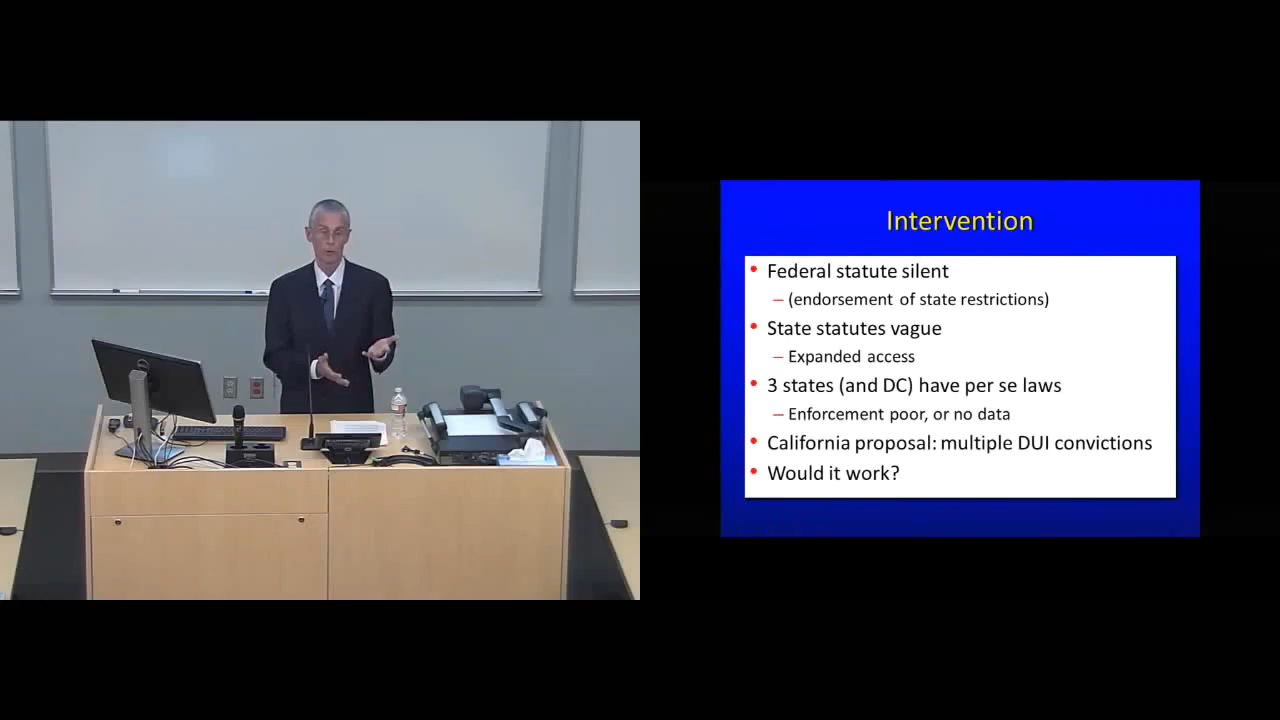 Intervention
• Federal statute silent
– (endorsement of state restrictions)
• State statutes vague
– Expanded access
• 3 states (and DC) have per se laws
– Enforcement poor, or no data
• California proposal: multiple DUI convictions
• Would it work?